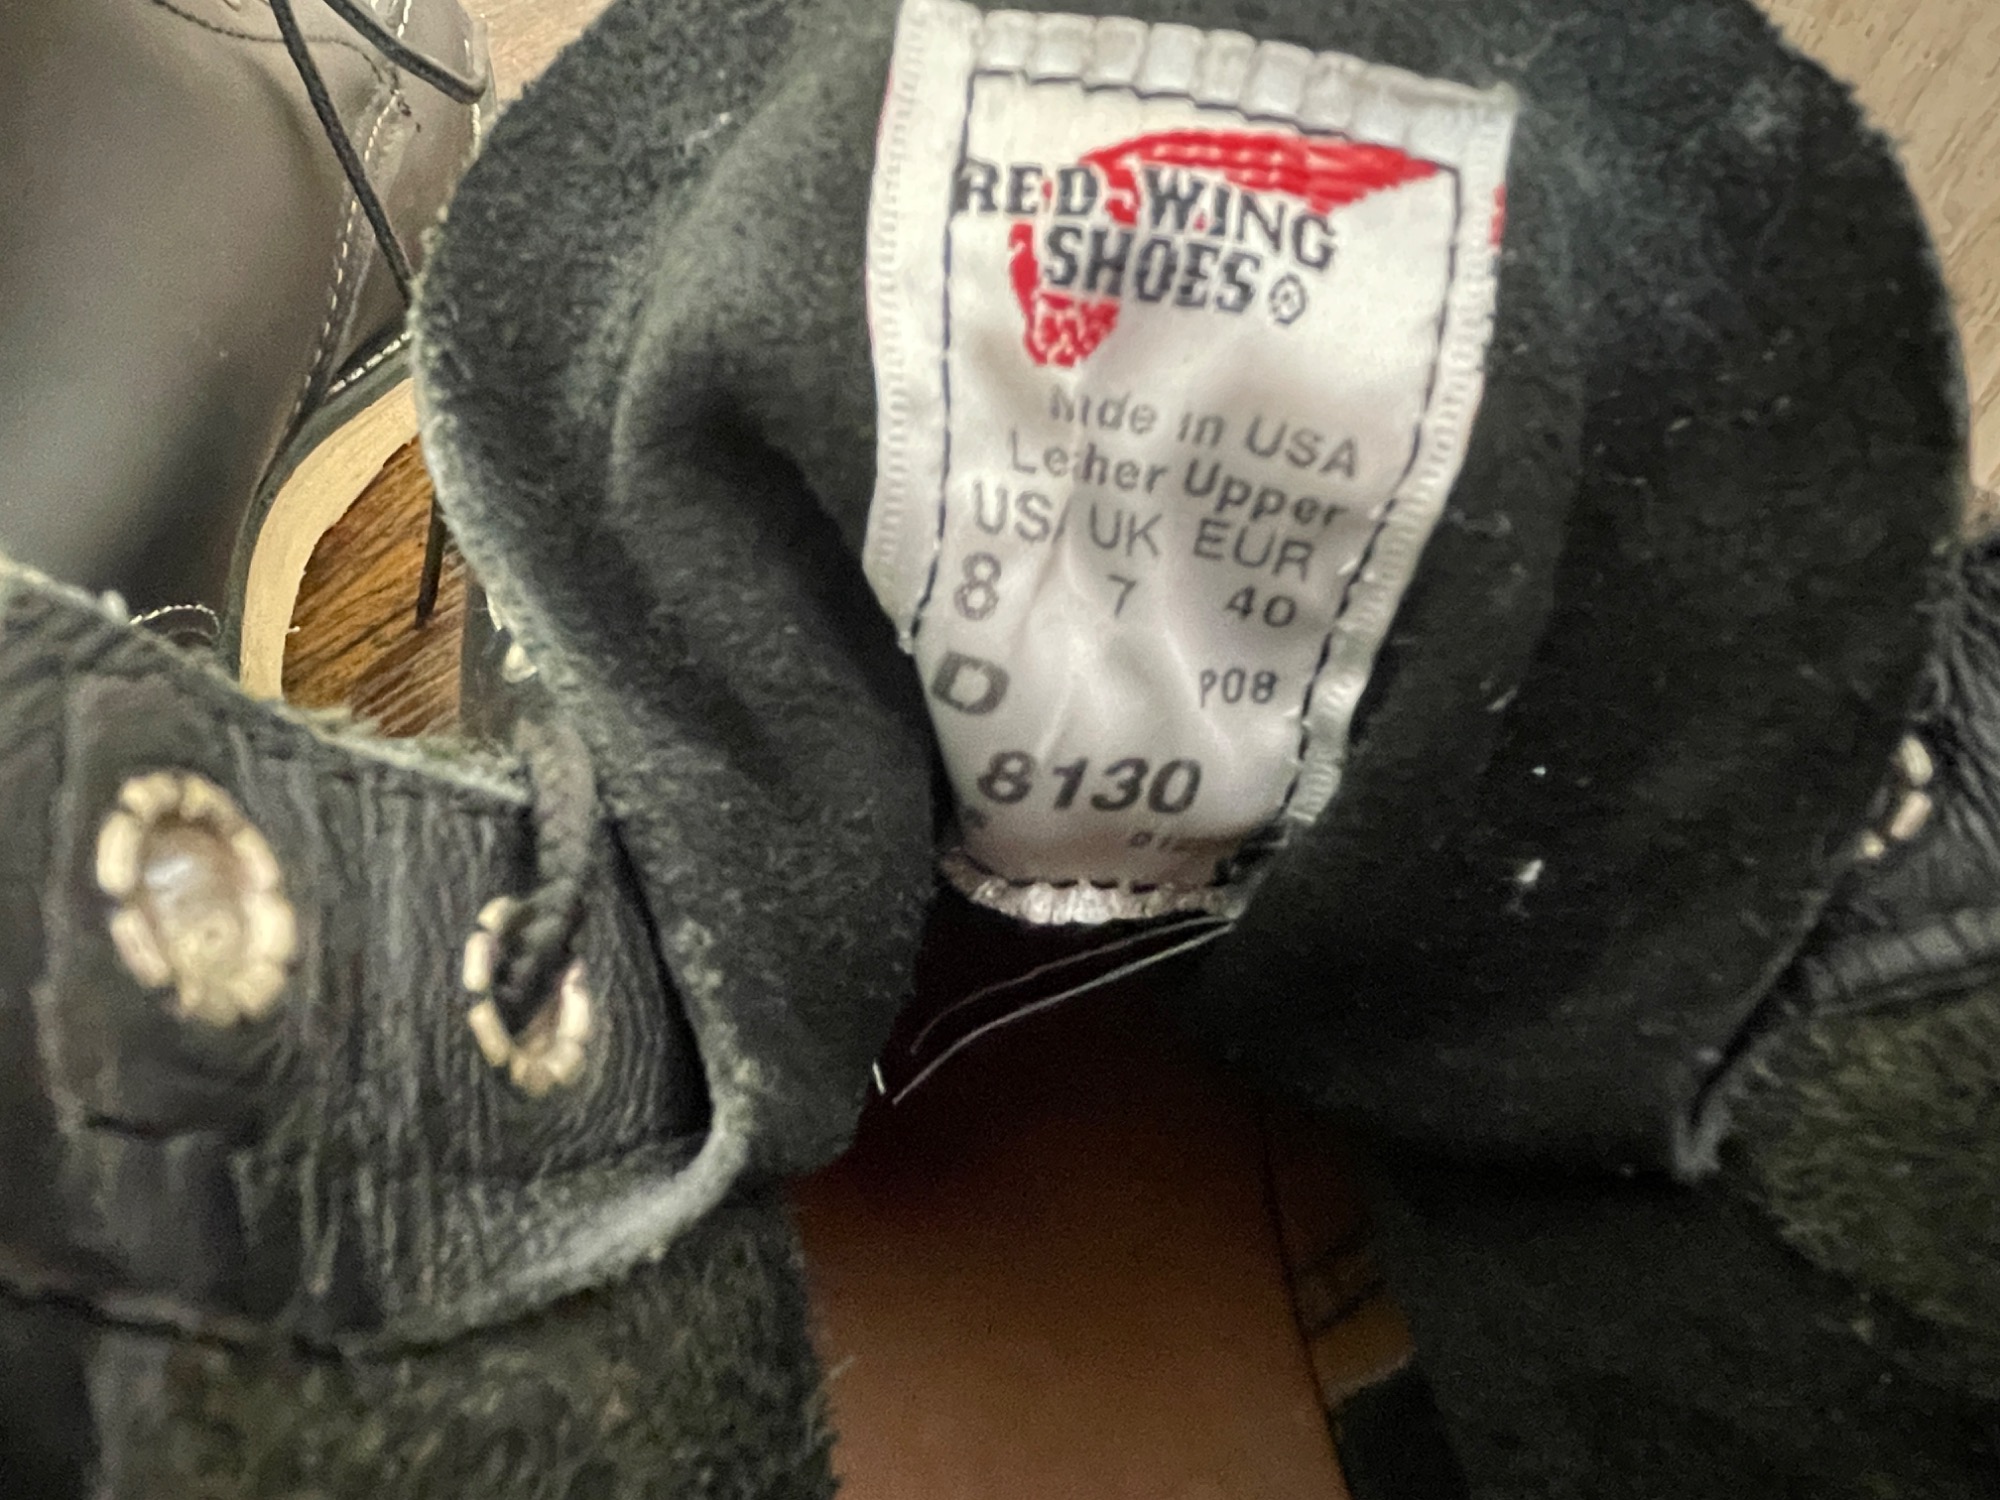 RED WING
SHOES ®
Made in USA
Leather Upper
US/ UK EUR
8 7 40
D P08
8130